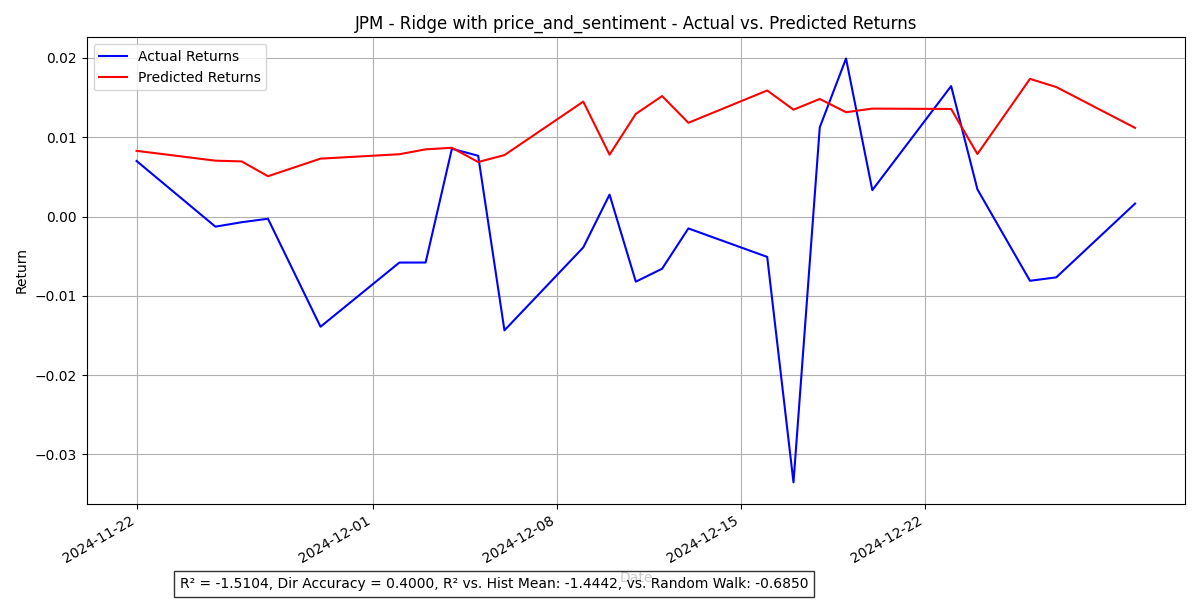 JPM - Ridge with price_and_sentiment - Actual vs. Predicted Returns
Actual Returns
Predicted Returns
Return
0.02
0.01
0.00
−0.01
−0.02
−0.03
2024-11-22
2024-12-01
2024-12-08
2024-12-15
2024-12-22
Date
R² = -1.5104, Dir Accuracy = 0.4000, R² vs. Hist Mean: -1.4442, vs. Random Walk: -0.6850